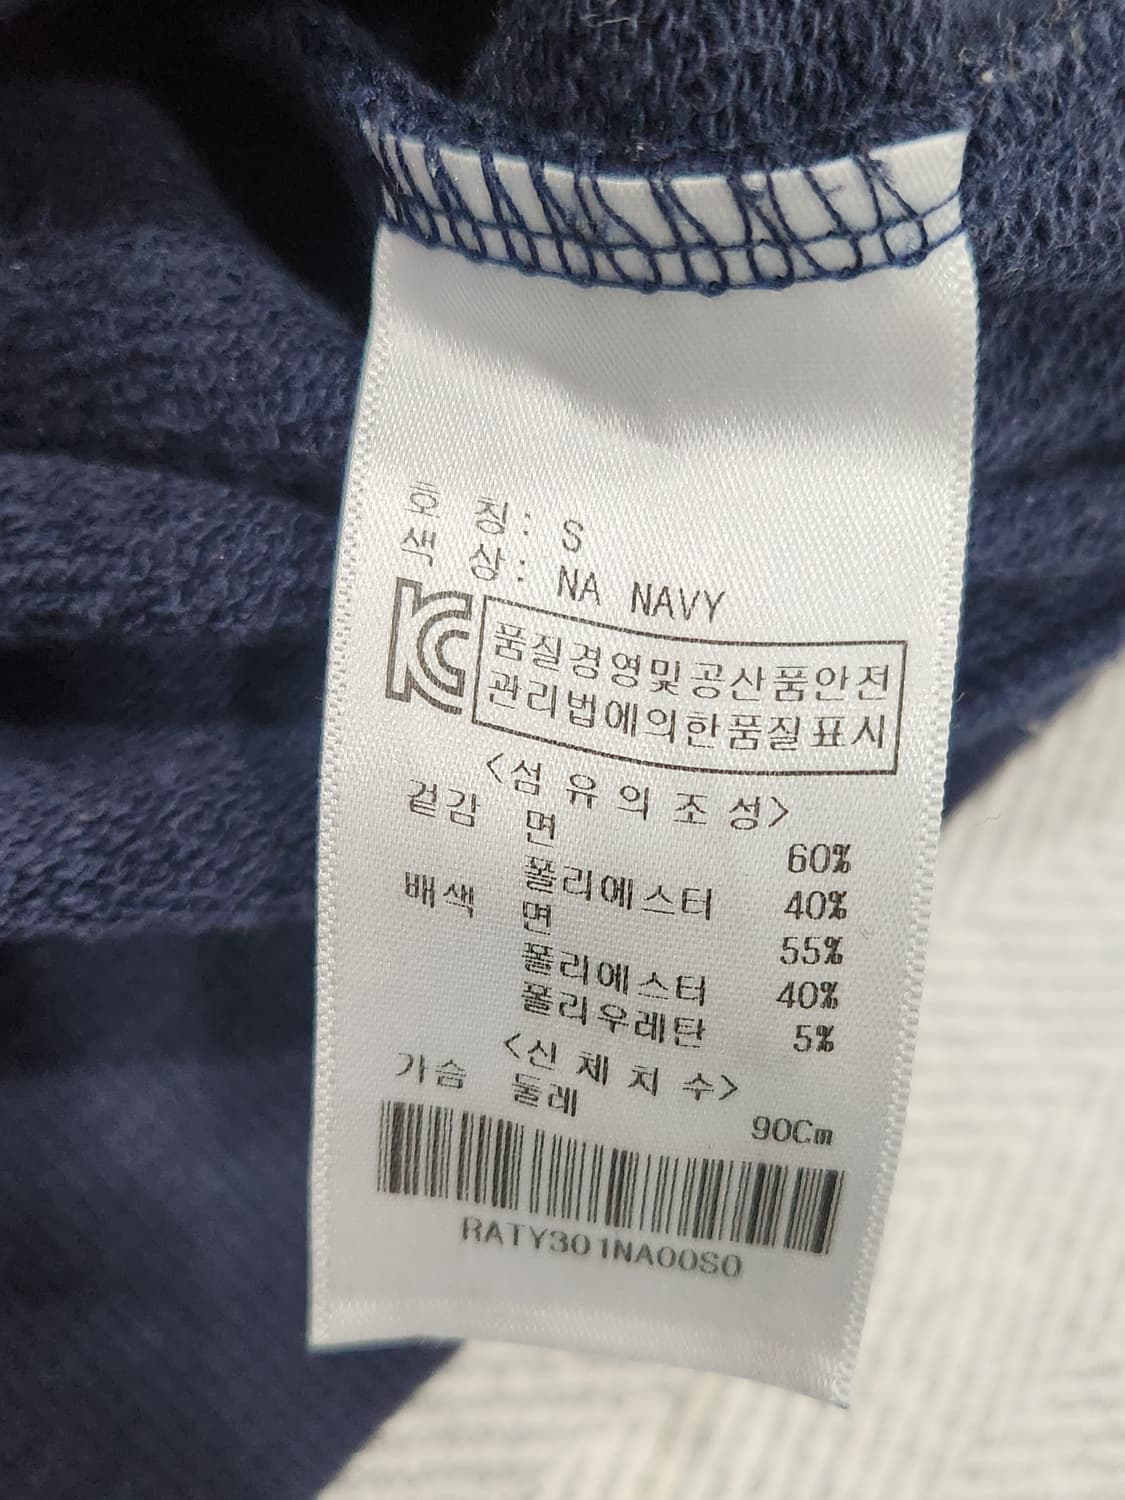 호 칭: S
색 상: NA NAVY
KC 품질경영및공산품안전
관리법에의한품질표시
<섬 유 의 조 성>
겉감 면 60%
폴리에스터 40%
배색 면 55%
폴리에스터 40%
폴리우레탄 5%
<신 체 치 수>
가슴 둘레 90Cm
RATY301NA00S0